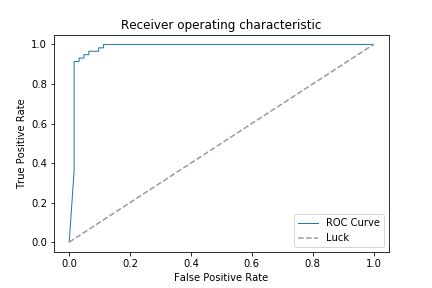 Receiver operating characteristic
True Positive Rate
1.0
0.8
0.6
0.4
0.2
0.0
ROC Curve
Luck
0.0 0.2 0.4 0.6 0.8 1.0
False Positive Rate